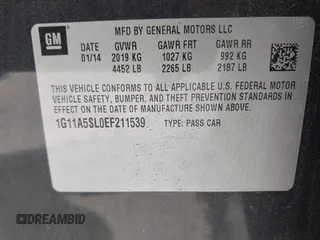 GM
MFD BY GENERAL MOTORS LLC
DATE GVWR GAWR FRT GAWR RR
01/14 2019 KG 1027 KG 992 KG
4452 LB 2265 LB 2187 LB
THIS VEHICLE CONFORMS TO ALL APPLICABLE U.S. FEDERAL MOTOR
VEHICLE SAFETY, BUMPER, AND THEFT PREVENTION STANDARDS
IN EFFECT ON THE DATE OF MANUFACTURE SHOWN ABOVE.
1G11A5SL0EF211539 TYPE: PASS CAR
DREAMBID